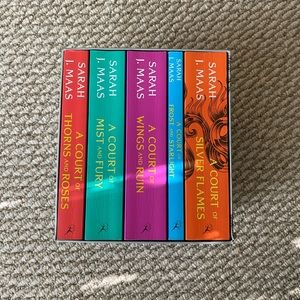 SARAH
J. MAAS
A COURT OF
THORNS AND ROSES
SARAH
J. MAAS
A COURT OF
MIST AND FURY
SARAH
J. MAAS
A COURT OF
WINGS AND RUIN
SARAH
J. MAAS
A COURT OF
FROST AND STARLIGHT
SARAH
J. MAAS
A COURT OF
SILVER FLAMES